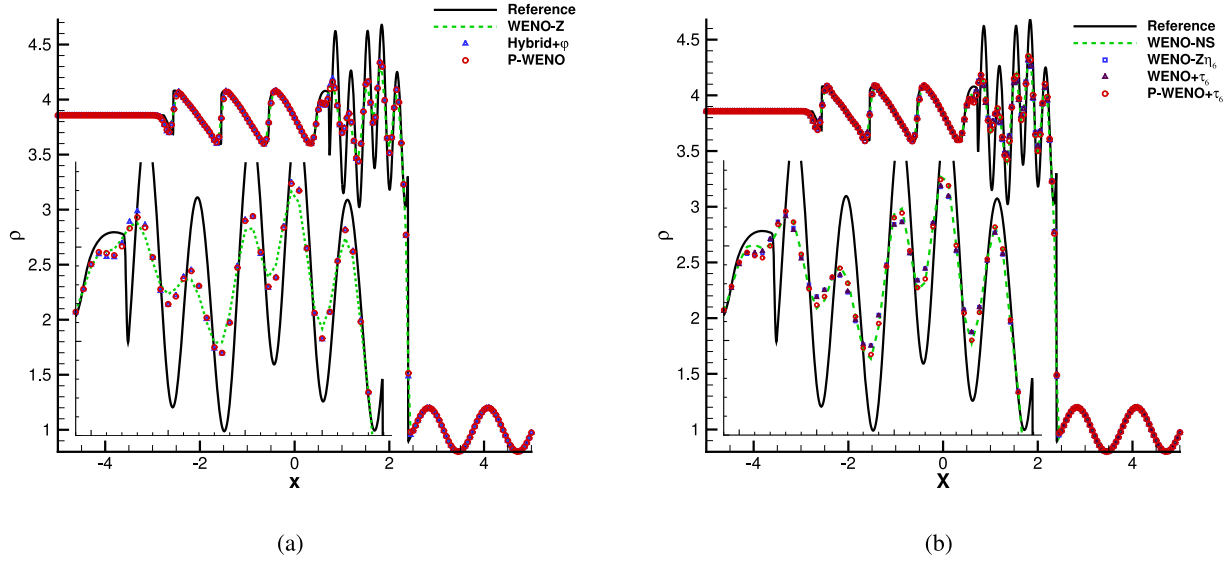 Reference
WENO-Z
Hybrid+φ
P-WENO
ρ
4.5
4
3.5
3
2.5
2
1.5
1
-4
-2
0
2
4
x
(a)
Reference
WENO-NS
WENO-Zη6
WENO+τ6
P-WENO+τ6
ρ
4.5
4
3.5
3
2.5
2
1.5
1
-4
-2
0
2
4
X
(b)